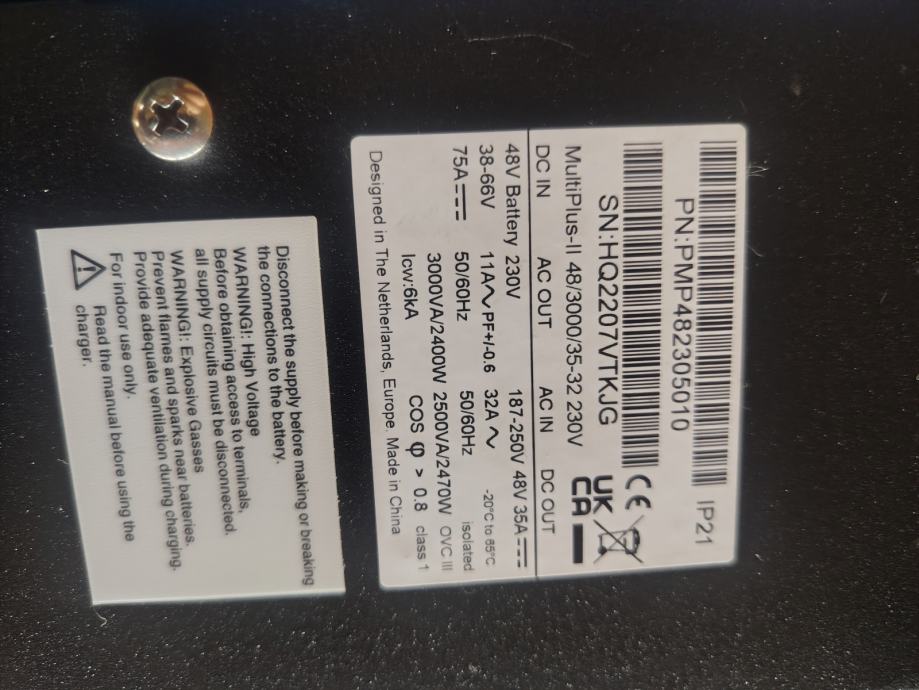 PN:PMP482305010 IP21
SN:HQ2207VTKJG CE
UK
CA
MultiPlus-II 48/3000/35-32 230V
DC IN AC OUT AC IN DC OUT
48V Battery 230V 187-250V 48V 35A
38-66V 11A PF+/-0.6 32A -20°C to 65°C
75A 50/60Hz 50/60Hz isolated
3000VA/2400W 2500VA/2470W OVC III
Icw:6kA COS φ > 0.8 class 1
Designed in The Netherlands, Europe. Made in China
Disconnect the supply before making or breaking
the connections to the battery.
WARNING!: High Voltage
Before obtaining access to terminals,
all supply circuits must be disconnected.
WARNING!: Explosive Gasses
Prevent flames and sparks near batteries.
Provide adequate ventilation during charging.
For indoor use only.
Read the manual before using the
charger.